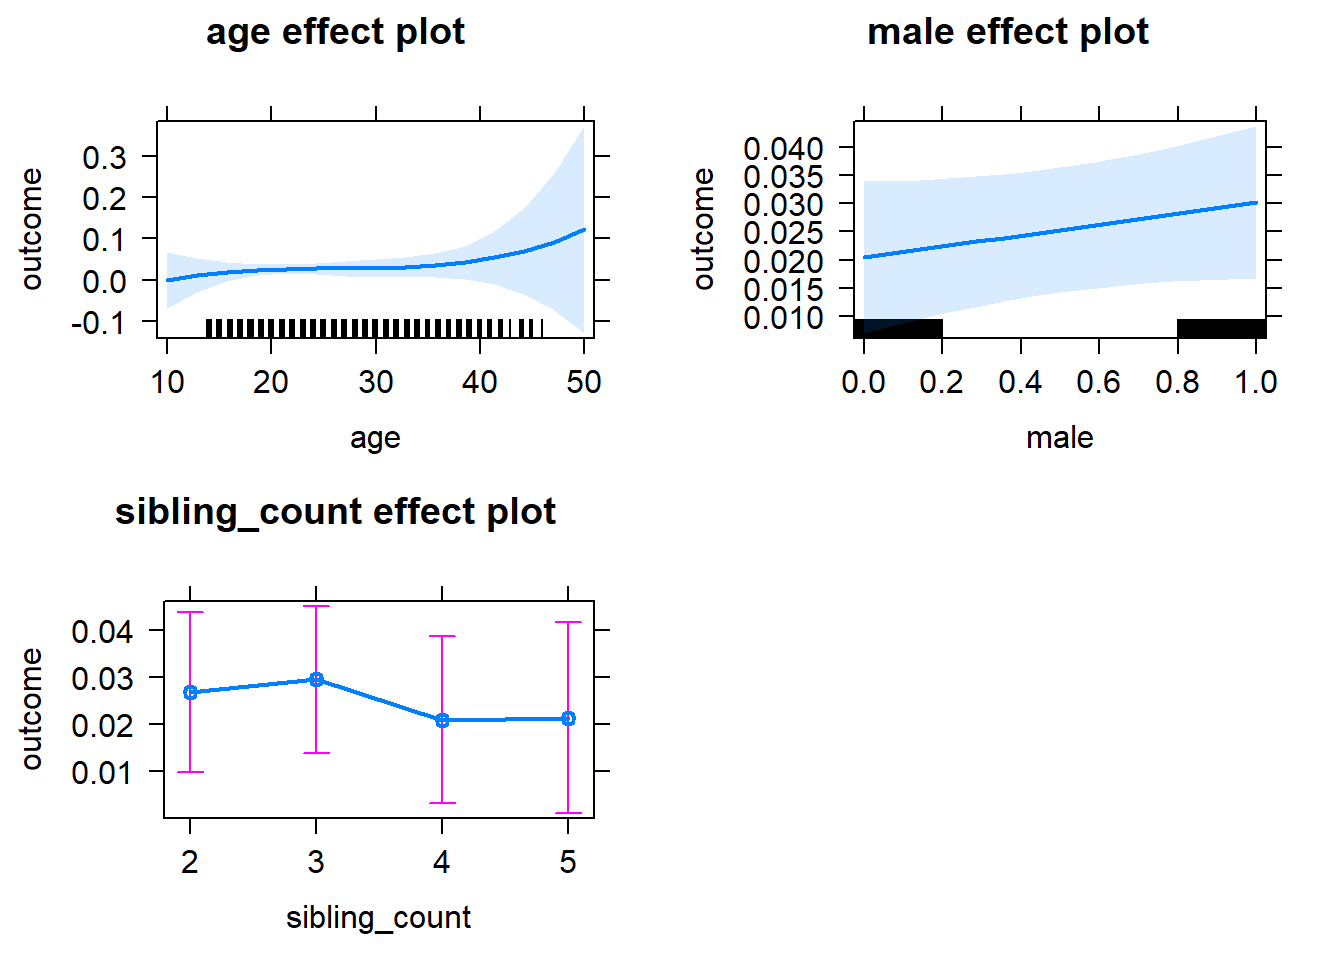 age effect plot
outcome
0.3
0.2
0.1
0.0
-0.1
10 20 30 40 50
age
male effect plot
outcome
0.040
0.035
0.030
0.025
0.020
0.015
0.010
0.0 0.2 0.4 0.6 0.8 1.0
male
sibling_count effect plot
outcome
0.04
0.03
0.02
0.01
2 3 4 5
sibling_count